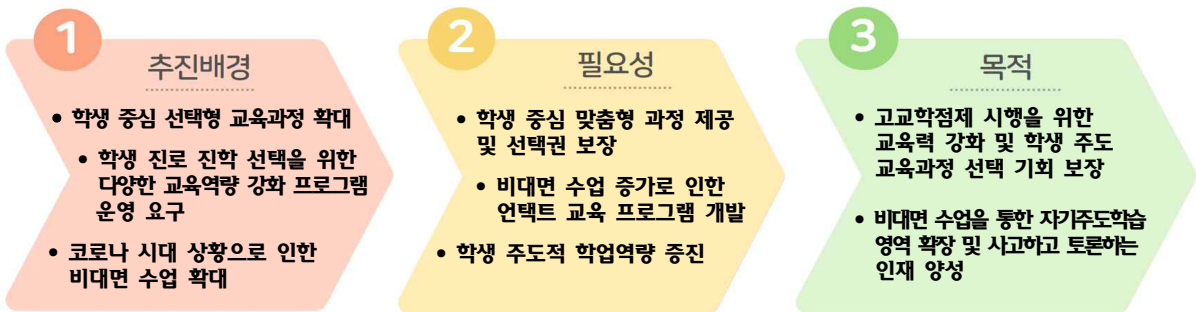 1
추진배경
• 학생 중심 선택형 교육과정 확대
• 학생 진로 진학 선택을 위한
다양한 교육역량 강화 프로그램
운영 요구
• 코로나 시대 상황으로 인한
비대면 수업 확대
2
필요성
• 학생 중심 맞춤형 과정 제공
및 선택권 보장
• 비대면 수업 증가로 인한
언택트 교육 프로그램 개발
• 학생 주도적 학업역량 증진
3
목적
• 고교학점제 시행을 위한
교육력 강화 및 학생 주도
교육과정 선택 기회 보장
• 비대면 수업을 통한 자기주도학습
영역 확장 및 사고하고 토론하는
인재 양성